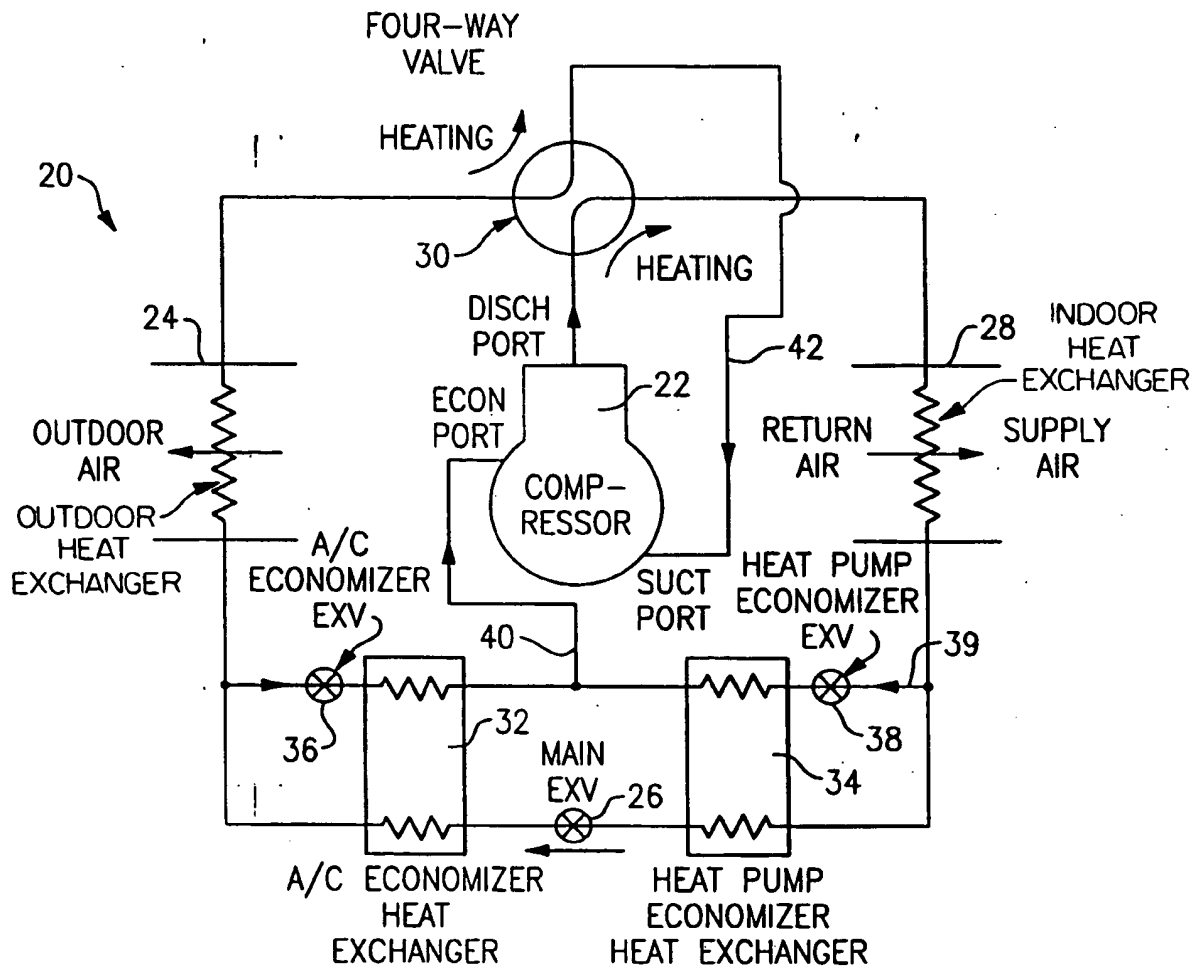 FOUR-WAY
VALVE
HEATING
20
30
HEATING
DISCH
PORT
24
42
28
INDOOR
HEAT
EXCHANGER
ECON
PORT
22
OUTDOOR
AIR
RETURN
AIR
SUPPLY
AIR
COMP-
RESSOR
OUTDOOR
HEAT
EXCHANGER
A/C
ECONOMIZER
EXV
SUCT
PORT
HEAT PUMP
ECONOMIZER
EXV
40
39
36
32
38
MAIN
EXV
26
34
A/C ECONOMIZER
HEAT
EXCHANGER
HEAT PUMP
ECONOMIZER
HEAT EXCHANGER